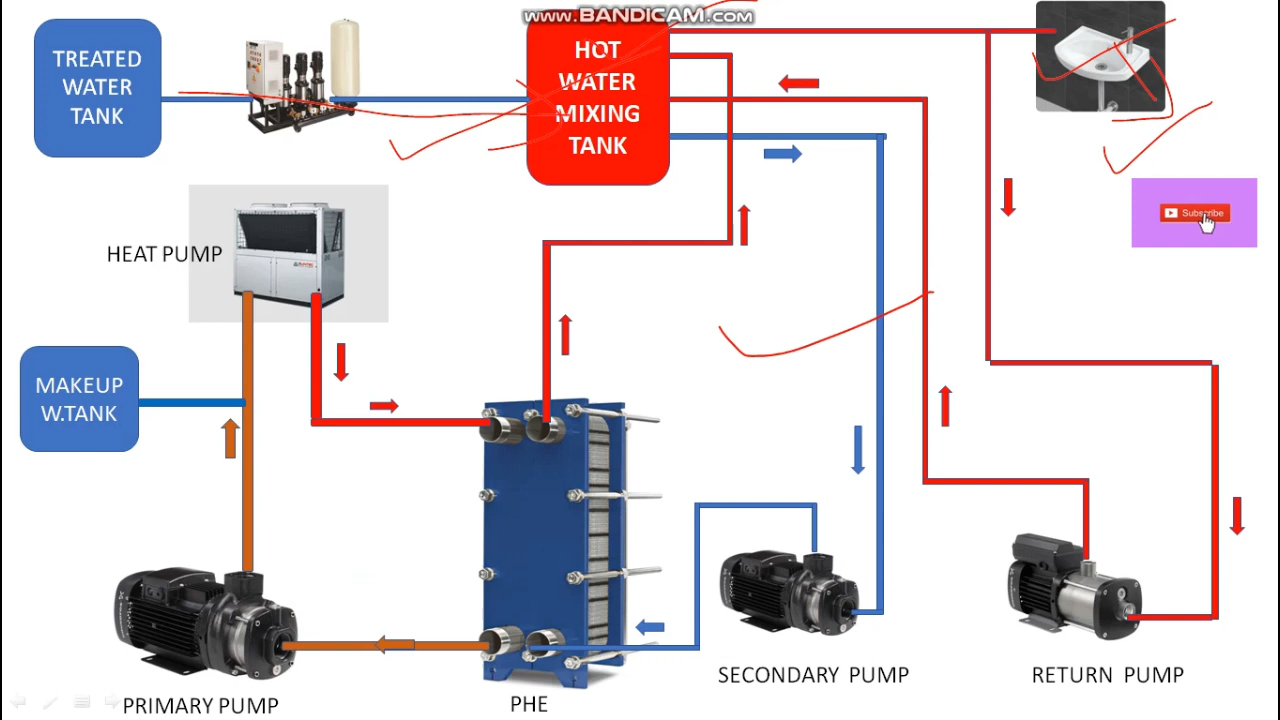 www.BANDICAM.com
TREATED
WATER
TANK
HOT
WATER
MIXING
TANK
HEAT PUMP
Subscribe
MAKEUP
W.TANK
SECONDARY PUMP
RETURN PUMP
PRIMARY PUMP
PHE